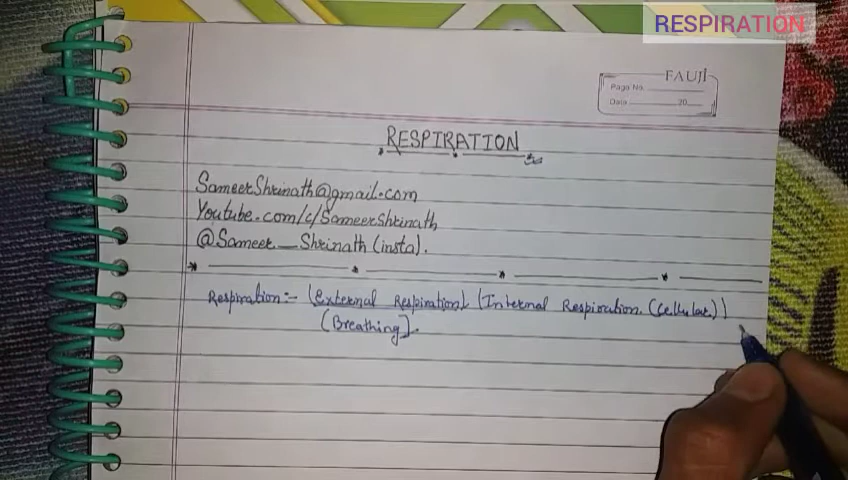 RESPIRATION
FAUJI
Page No.
Date 20
RESPIRATION
SameerShrinath@gmail.com
Youtube.com/c/SameerShrinath
@Sameer_Shrinath (insta).
Respiration:- (External Respiration) (Internal Respiration. (Cellular))
(Breathing].